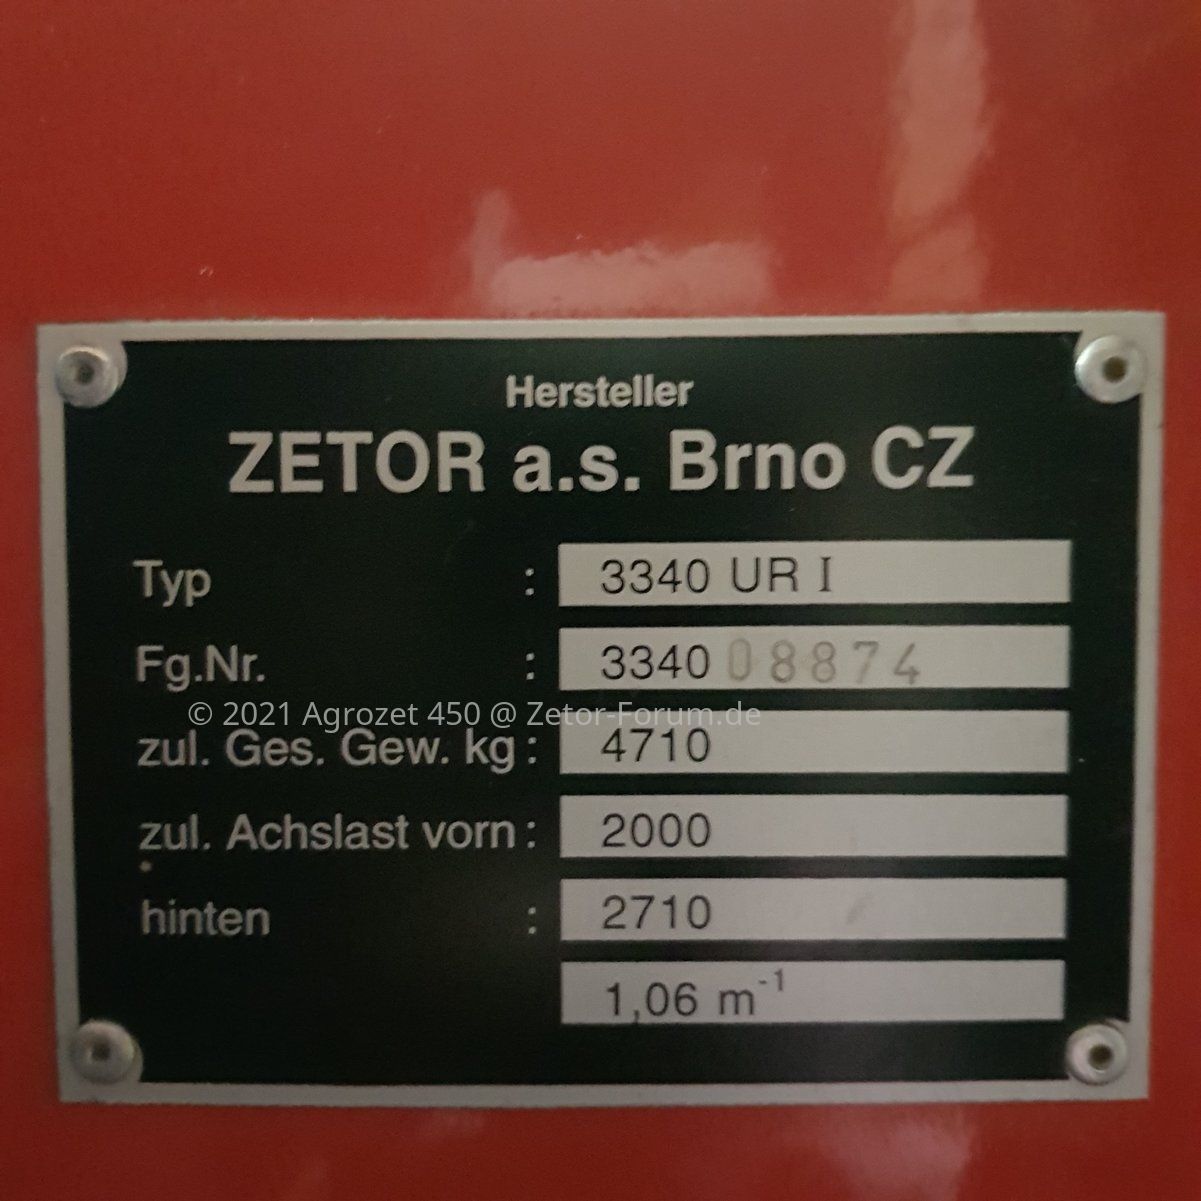 Hersteller
ZETOR a.s. Brno CZ
Typ : 3340 UR I
Fg.Nr. : 3340 08874
© 2021 Agrozet 450 @ Zetor-Forum.de
zul. Ges. Gew. kg : 4710
zul. Achslast vorn : 2000
hinten : 2710
1,06 m⁻¹